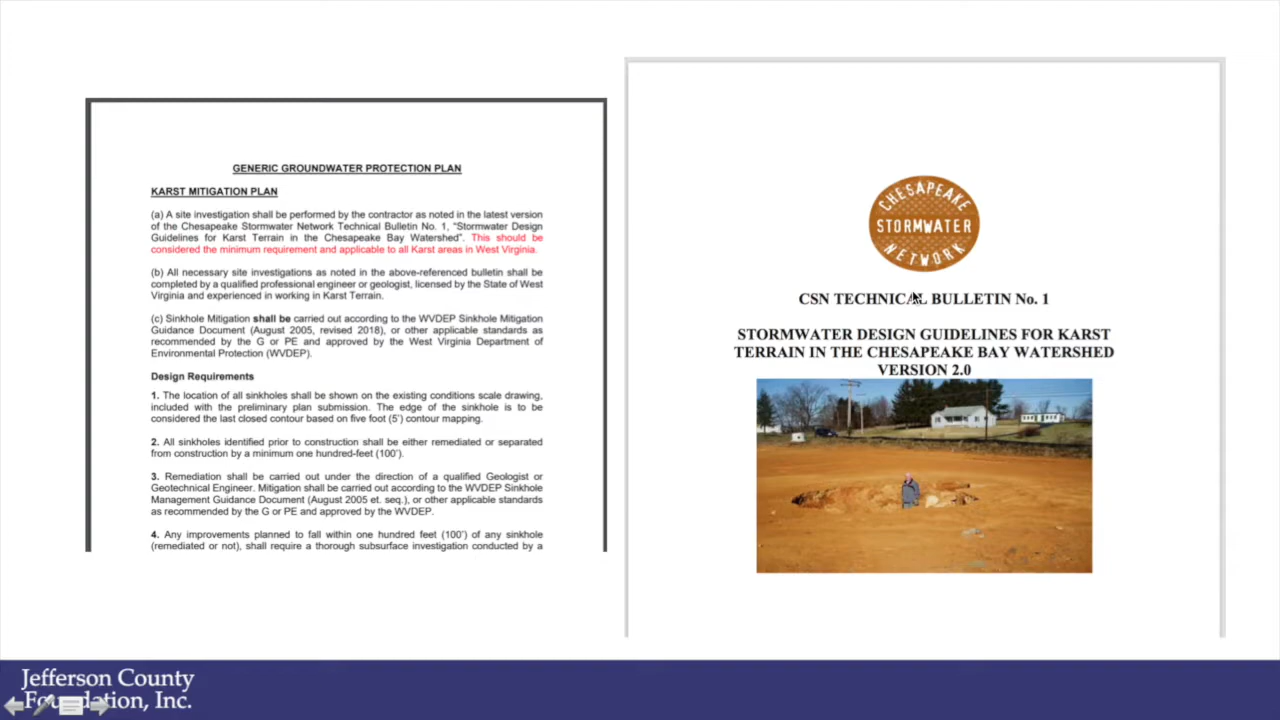 GENERIC GROUNDWATER PROTECTION PLAN
KARST MITIGATION PLAN
(a) A site investigation shall be performed by the contractor as noted in the latest version
of the Chesapeake Stormwater Network Technical Bulletin No. 1, "Stormwater Design
Guidelines for Karst Terrain in the Chesapeake Bay Watershed". This should be
considered the minimum requirement and applicable to all Karst areas in West Virginia.
(b) All necessary site investigations as noted in the above-referenced bulletin shall be
completed by a qualified professional engineer or geologist, licensed by the State of West
Virginia and experienced in working in Karst Terrain.
(c) Sinkhole Mitigation shall be carried out according to the WVDEP Sinkhole Mitigation
Guidance Document (August 2005, revised 2018), or other applicable standards as
recommended by the G or PE and approved by the West Virginia Department of
Environmental Protection (WVDEP).
Design Requirements
1. The location of all sinkholes shall be shown on the existing conditions scale drawing,
included with the preliminary plan submission. The edge of the sinkhole is to be
considered the last closed contour based on five foot (5') contour mapping.
2. All sinkholes identified prior to construction shall be either remediated or separated
from construction by a minimum one hundred-feet (100').
3. Remediation shall be carried out under the direction of a qualified Geologist or
Geotechnical Engineer. Mitigation shall be carried out according to the WVDEP Sinkhole
Management Guidance Document (August 2005 et. seq.), or other applicable standards
as recommended by the G or PE and approved by the WVDEP.
4. Any improvements planned to fall within one hundred feet (100') of any sinkhole
(remediated or not), shall require a thorough subsurface investigation conducted by a
CHESAPEAKE
STORMWATER
NETWORK
CSN TECHNICAL BULLETIN No. 1
STORMWATER DESIGN GUIDELINES FOR KARST
TERRAIN IN THE CHESAPEAKE BAY WATERSHED
VERSION 2.0
Jefferson County
Foundation, Inc.